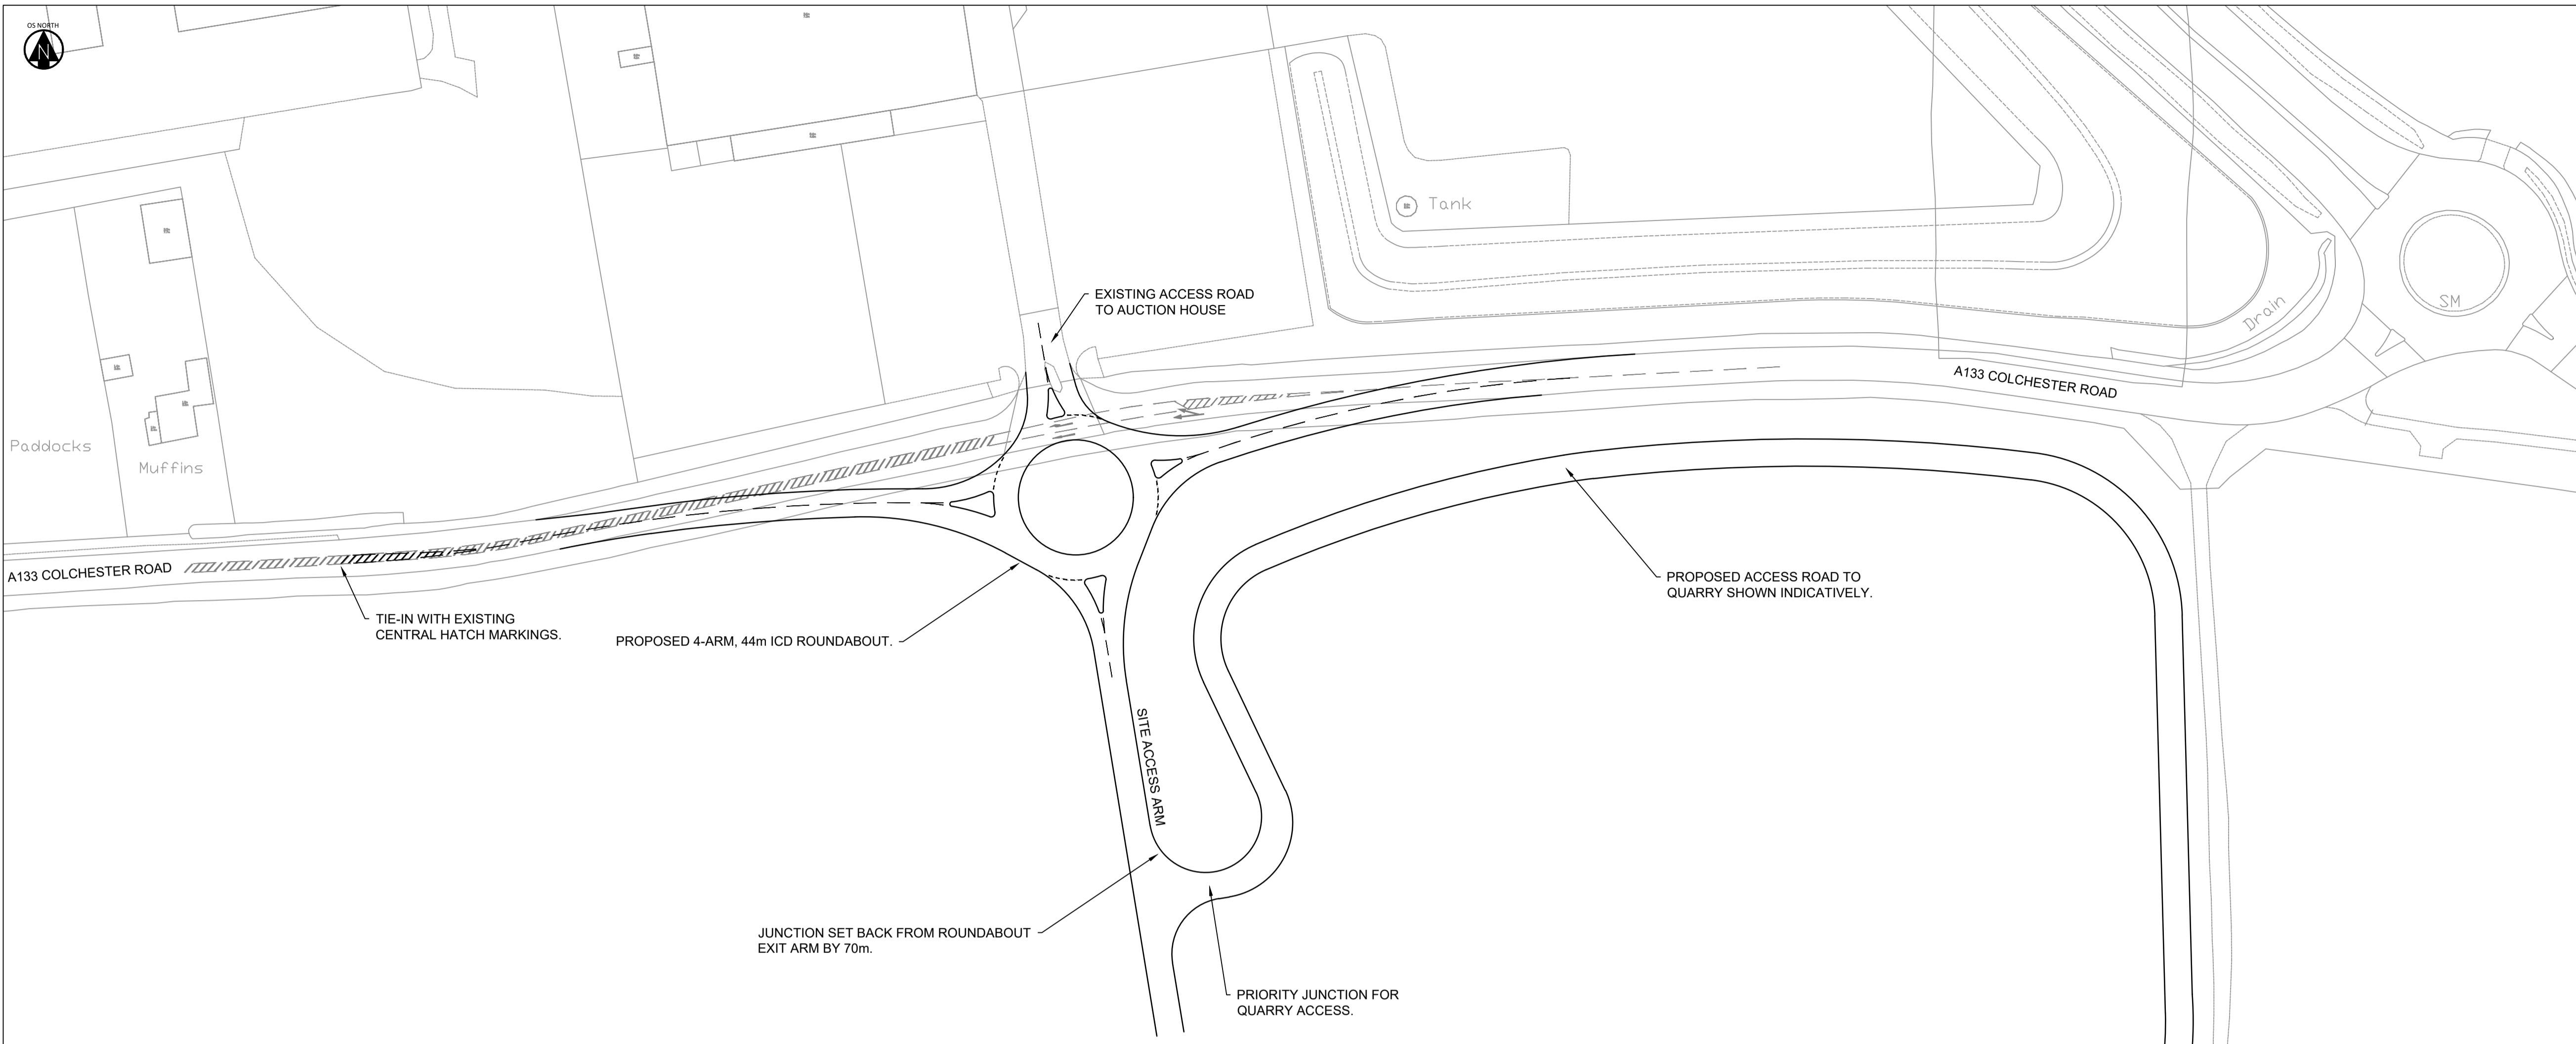 OS NORTH
N
Tank
EXISTING ACCESS ROAD
TO AUCTION HOUSE
SM
Drain
A133 COLCHESTER ROAD
Paddocks
Muffins
A133 COLCHESTER ROAD
TIE-IN WITH EXISTING
CENTRAL HATCH MARKINGS.
PROPOSED 4-ARM, 44m ICD ROUNDABOUT.
PROPOSED ACCESS ROAD TO
QUARRY SHOWN INDICATIVELY.
SITE ACCESS ARM
JUNCTION SET BACK FROM ROUNDABOUT
EXIT ARM BY 70m.
PRIORITY JUNCTION FOR
QUARRY ACCESS.